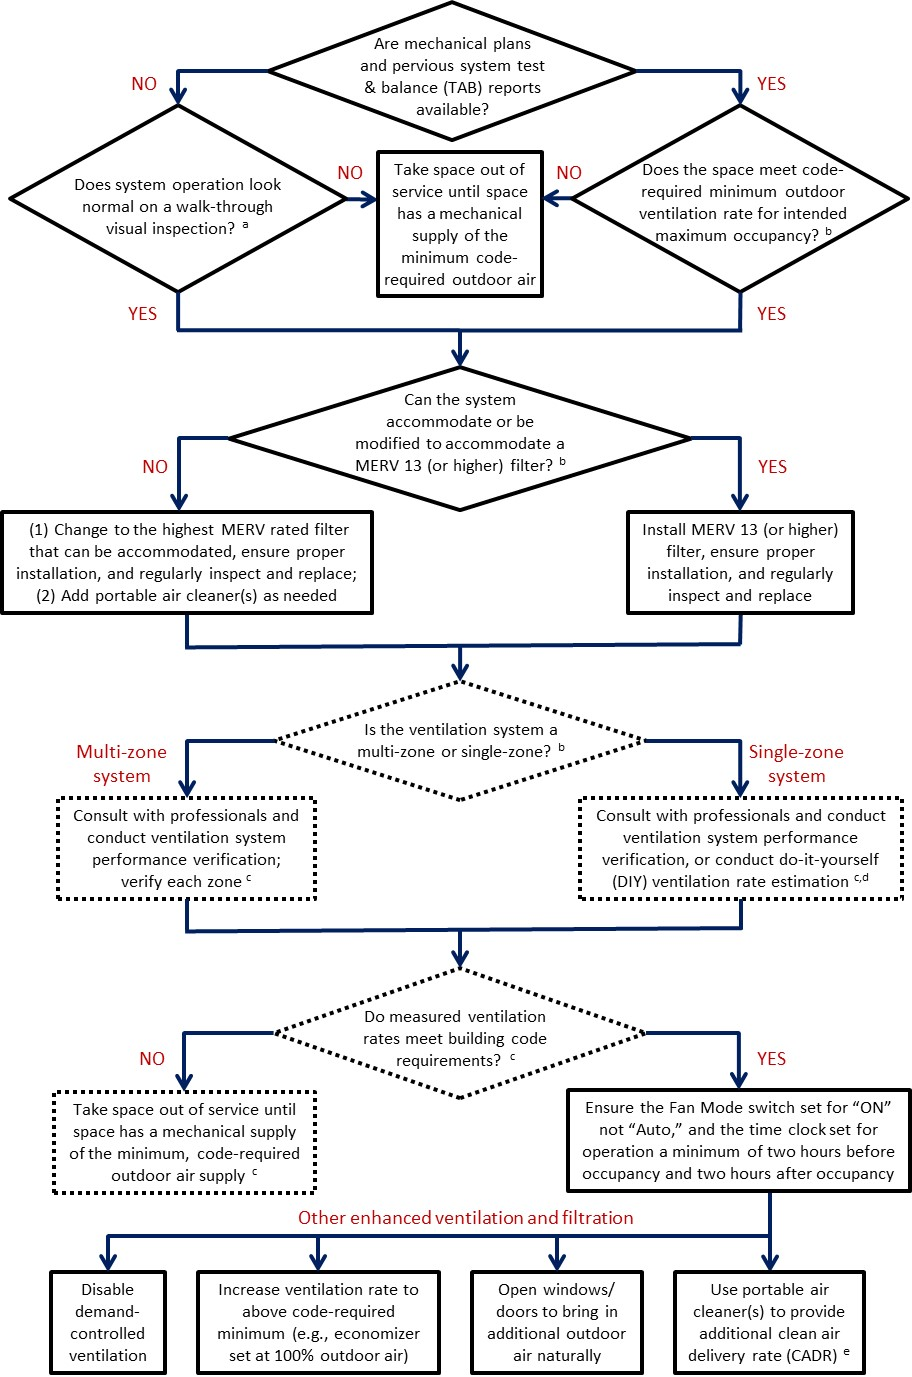 Are mechanical plans
and pervious system test
& balance (TAB) reports
available?
NO
YES
Does system operation look
normal on a walk-through
visual inspection? a
NO
Take space out of
service until space
has a mechanical
supply of the
minimum code-
required outdoor air
NO
Does the space meet code-
required minimum outdoor
ventilation rate for intended
maximum occupancy? b
YES
YES
Can the system
accommodate or be
modified to accommodate a
MERV 13 (or higher) filter? b
NO
YES
(1) Change to the highest MERV rated filter
that can be accommodated, ensure proper
installation, and regularly inspect and replace;
(2) Add portable air cleaner(s) as needed
Install MERV 13 (or higher)
filter, ensure proper
installation, and regularly
inspect and replace
Is the ventilation system a
multi-zone or single-zone? b
Multi-zone
system
Single-zone
system
Consult with professionals and
conduct ventilation system
performance verification;
verify each zone c
Consult with professionals and conduct
ventilation system performance
verification, or conduct do-it-yourself
(DIY) ventilation rate estimation c,d
Do measured ventilation
rates meet building code
requirements? c
NO
YES
Take space out of service until
space has a mechanical supply
of the minimum, code-required
outdoor air supply c
Ensure the Fan Mode switch set for “ON”
not “Auto,” and the time clock set for
operation a minimum of two hours before
occupancy and two hours after occupancy
Other enhanced ventilation and filtration
Disable
demand-
controlled
ventilation
Increase ventilation rate to
above code-required
minimum (e.g., economizer
set at 100% outdoor air)
Open windows/
doors to bring in
additional outdoor
air naturally
Use portable air
cleaner(s) to provide
additional clean air
delivery rate (CADR) e